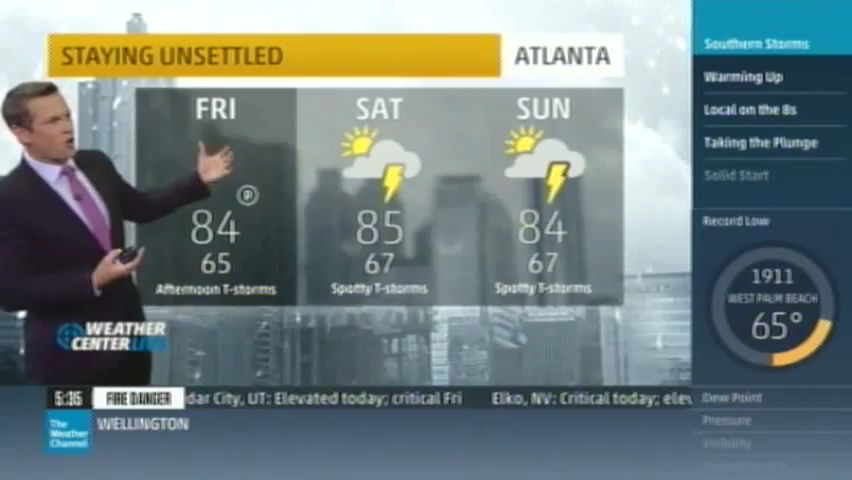 STAYING UNSETTLED
ATLANTA
FRI
SAT
SUN
P
84
85
84
65
67
67
Afternoon T-storms
Spotty T-storms
Spotty T-storms
WEATHER
CENTER LIVE
5:35
FIRE DANGER
dar City, UT: Elevated today; critical Fri
Elko, NV: Critical today; elev
The
Weather
Channel
WELLINGTON
Southern Storms
Warming Up
Local on the 8s
Taking the Plunge
Solid Start
Record Low
1911
WEST PALM BEACH
65°
Dew Point
Pressure
Visibility